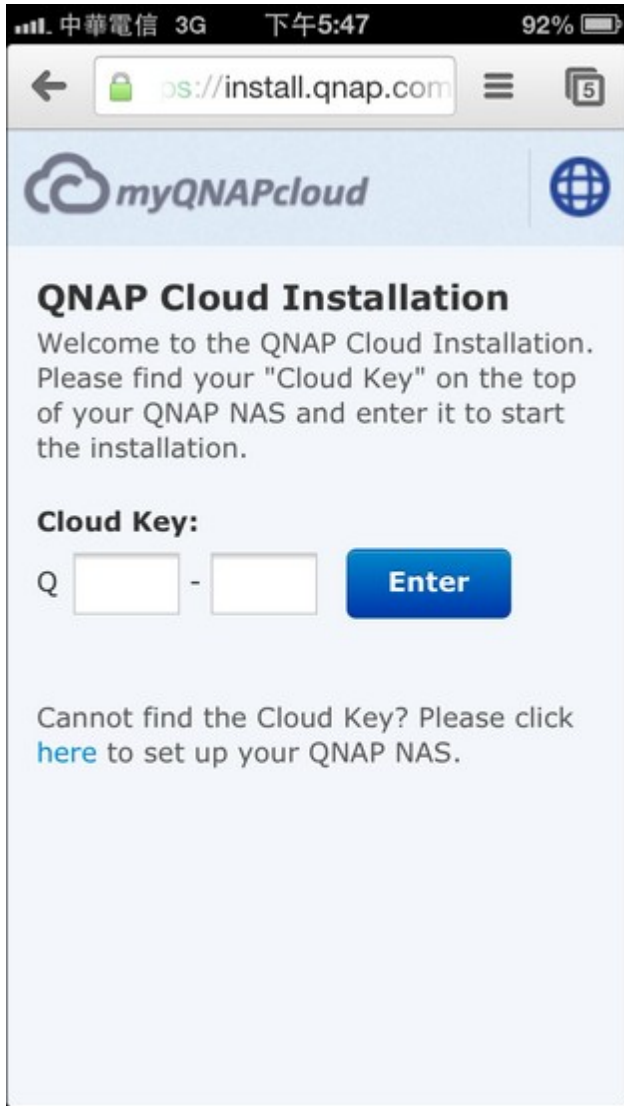 中華電信 3G 下午5:47 92%
ps://install.qnap.com 5
myQNAPcloud
QNAP Cloud Installation
Welcome to the QNAP Cloud Installation.
Please find your "Cloud Key" on the top
of your QNAP NAS and enter it to start
the installation.
Cloud Key:
Q - Enter
Cannot find the Cloud Key? Please click
here to set up your QNAP NAS.